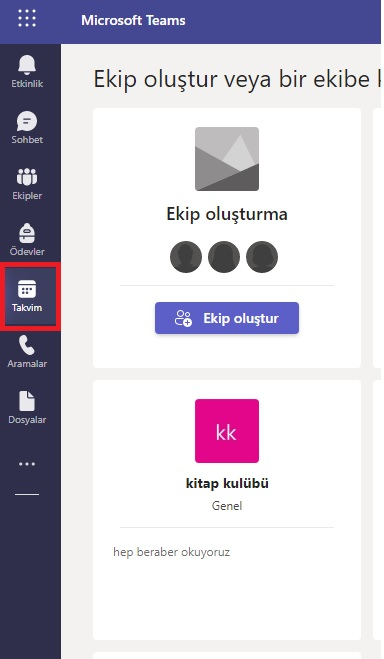 Microsoft Teams
Etkinlik
Sohbet
Ekipler
Ödevler
Takvim
Aramalar
Dosyalar
Ekip oluştur veya bir ekibe k
Ekip oluşturma
Ekip oluştur
kk
kitap kulübü
Genel
hep beraber okuyoruz